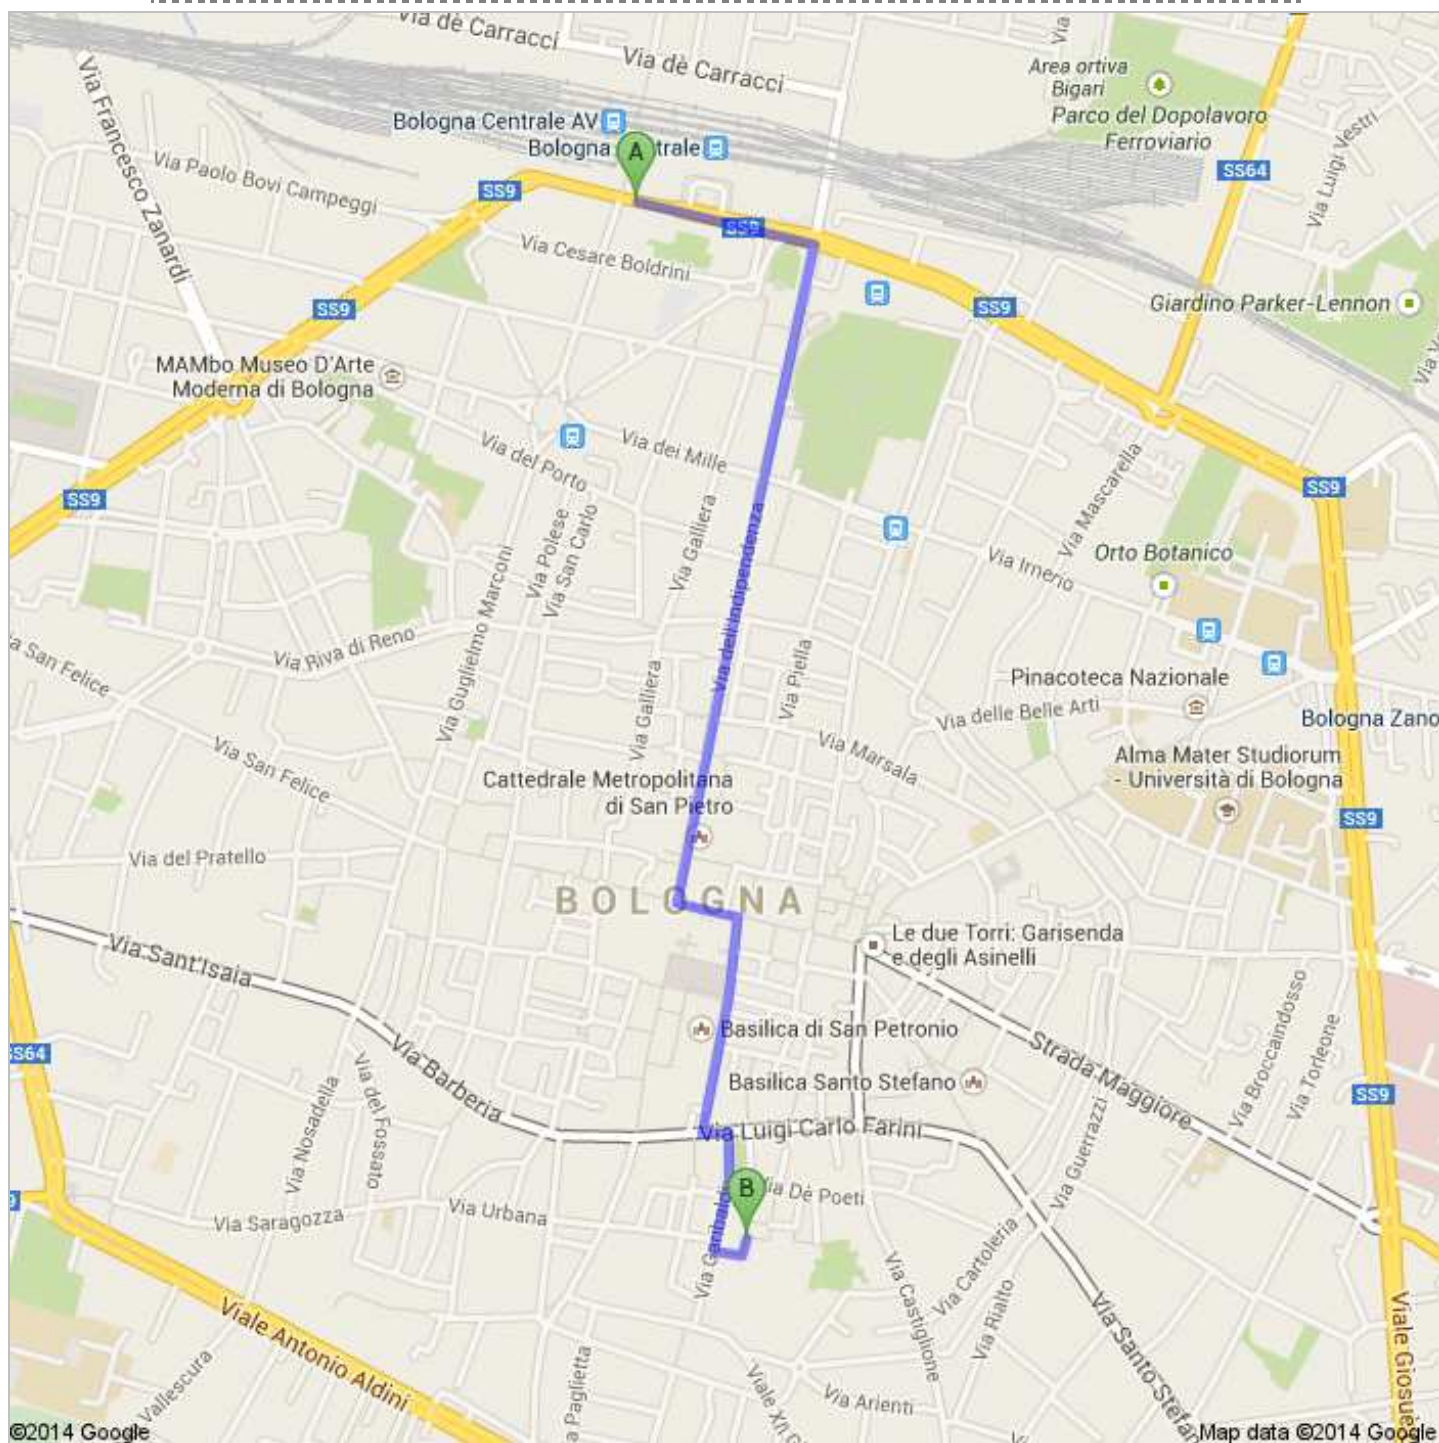 Via dè Carracci
Via dè Carracci
Via
Area ortiva
Bigari
Parco del Dopolavoro
Ferroviario
Via Luigi Vestri
Via Francesco Zanardi
Bologna Centrale AV
Bologna
trale
A
Via Paolo Bovi Campeggi
SS9
SS64
SS9
Via Cesare Boldrini
SS9
SS9
Giardino Parker-Lennon
MAMbo Museo D'Arte
Moderna di Bologna
Via dei Mille
Via del Porto
Via Mascarella
SS9
SS9
Via Galliera
Via dell'Indipendenza
Via Polese
Via San Carlo
Via Guglielmo Marconi
Via Irnerio
Orto Botanico
Via Riva di Reno
San Felice
Via Galliera
Via Piella
Pinacoteca Nazionale
Via delle Belle Arti
Bologna Zano
Via San Felice
Via Marsala
Cattedrale Metropolitana
di San Pietro
Alma Mater Studiorum
- Università di Bologna
SS9
Via del Pratello
BOLOGNA
Le due Torri: Garisenda
e degli Asinelli
Via Sant'Isaia
Basilica di San Petronio
Strada Maggiore
Via Broccaindosso
Via Torleone
SS64
Via Barberia
Basilica Santo Stefano
SS9
Via Nosadella
Via del Fossato
Via Luigi Carlo Farini
Via Guerrazzi
B
Via Dè Poeti
Via Saragozza
Via Urbana
Via Garibaldi
Via Castiglione
Via Cartoleria
Via Rialto
Viale Antonio Aldini
Via Santo Stefan
Viale Giosuè
Vallescura
a Paglietta
Viale XII G
Via Arienti
©2014 Google
Map data ©2014 Google